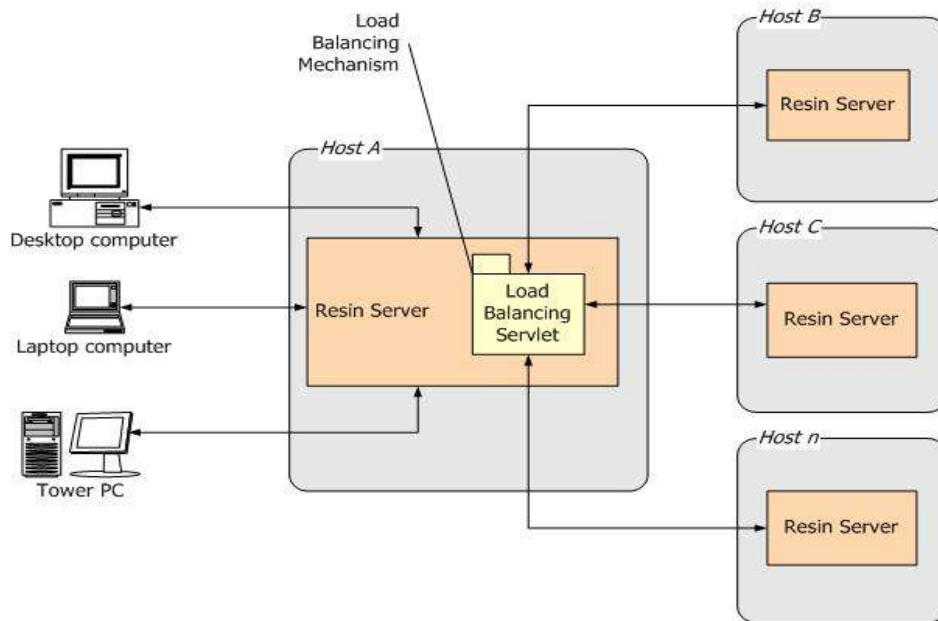 Load
Balancing
Mechanism
Host B
Resin Server
Host A
Desktop computer
Host C
Resin Server
Load
Balancing
Servlet
Resin Server
Laptop computer
Host n
Tower PC
Resin Server